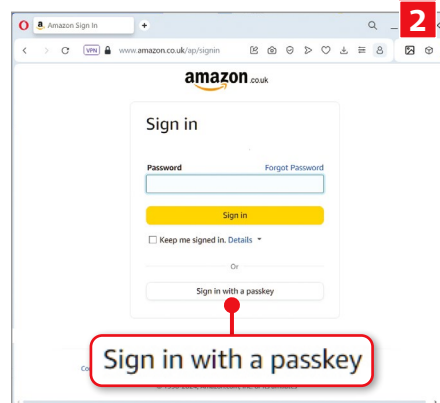 2
Amazon Sign In
VPN
www.amazon.co.uk/ap/signin
amazon.co.uk
Sign in
Password Forgot Password
Sign in
Keep me signed in. Details
Or
Sign in with a passkey
Sign in with a passkey